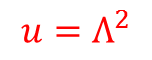 u = Λ²